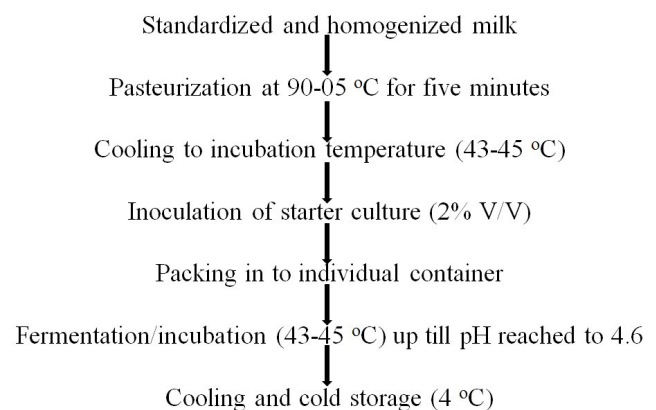 Standardized and homogenized milk
Pasteurization at 90-05 ºC for five minutes
Cooling to incubation temperature (43-45 ºC)
Inoculation of starter culture (2% V/V)
Packing in to individual container
Fermentation/incubation (43-45 ºC) up till pH reached to 4.6
Cooling and cold storage (4 ºC)